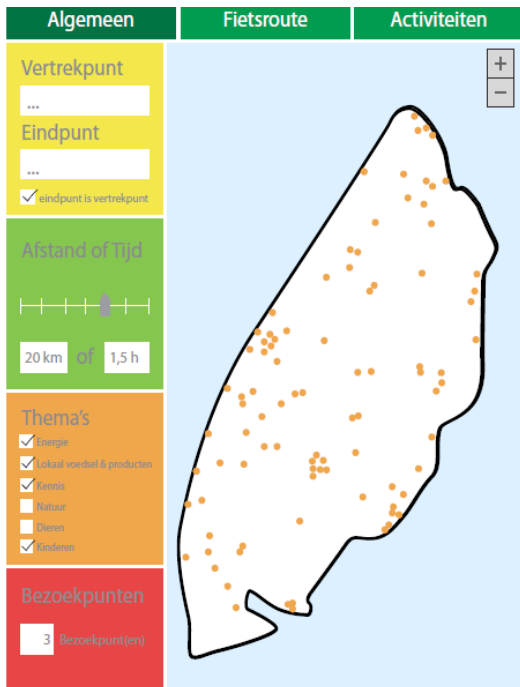 Algemeen
Fietsroute
Activiteiten
Vertrekpunt
...
Eindpunt
...
eindpunt is vertrekpunt
Afstand of Tijd
20 km of 1,5 h
Thema's
Energie
Lokaal voedsel & producten
Kennis
Natuur
Dieren
Kinderen
Bezoekpunten
3 Bezoekpunt(en)
+
−